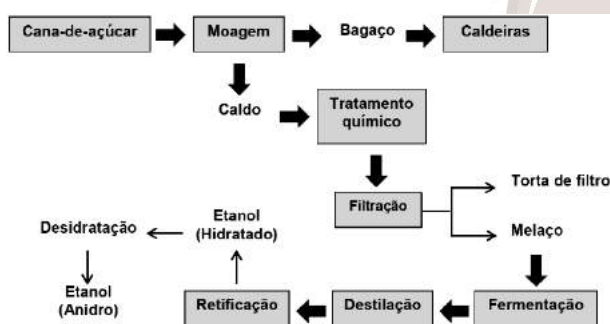 Cana-de-açúcar
Moagem
Bagaço
Caldeiras
Caldo
Tratamento
químico
Filtração
Torta de filtro
Melaço
Desidratação
Etanol
(Hidratado)
Etanol
(Anidro)
Retificação
Destilação
Fermentação